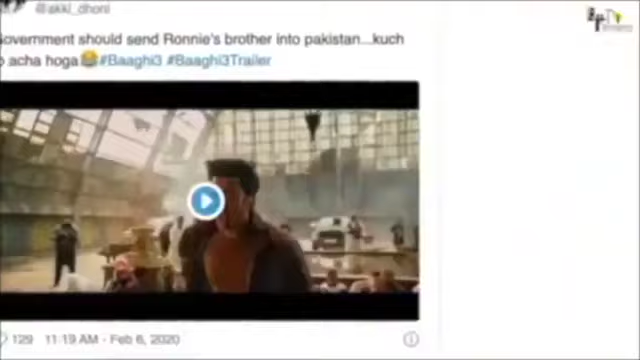 @akki_dhoni
Government should send Ronnie's brother into pakistan...kuch
acha hoga😂#Baaghi3 #Baaghi3Trailer
129 11:19 AM - Feb 6, 2020